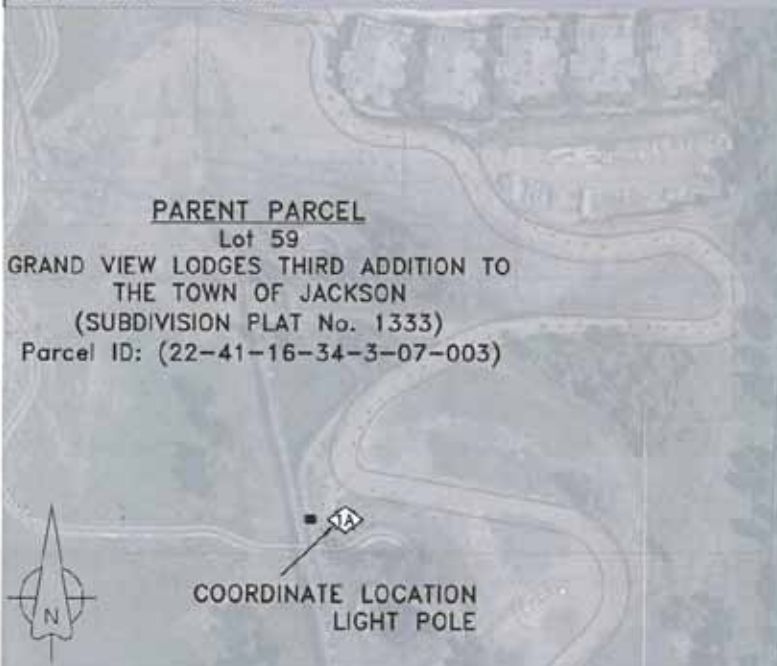 PARENT PARCEL
Lot 59
GRAND VIEW LODGES THIRD ADDITION TO
THE TOWN OF JACKSON
(SUBDIVISION PLAT No. 1333)
Parcel ID: (22-41-16-34-3-07-003)
1A
COORDINATE LOCATION
LIGHT POLE
N